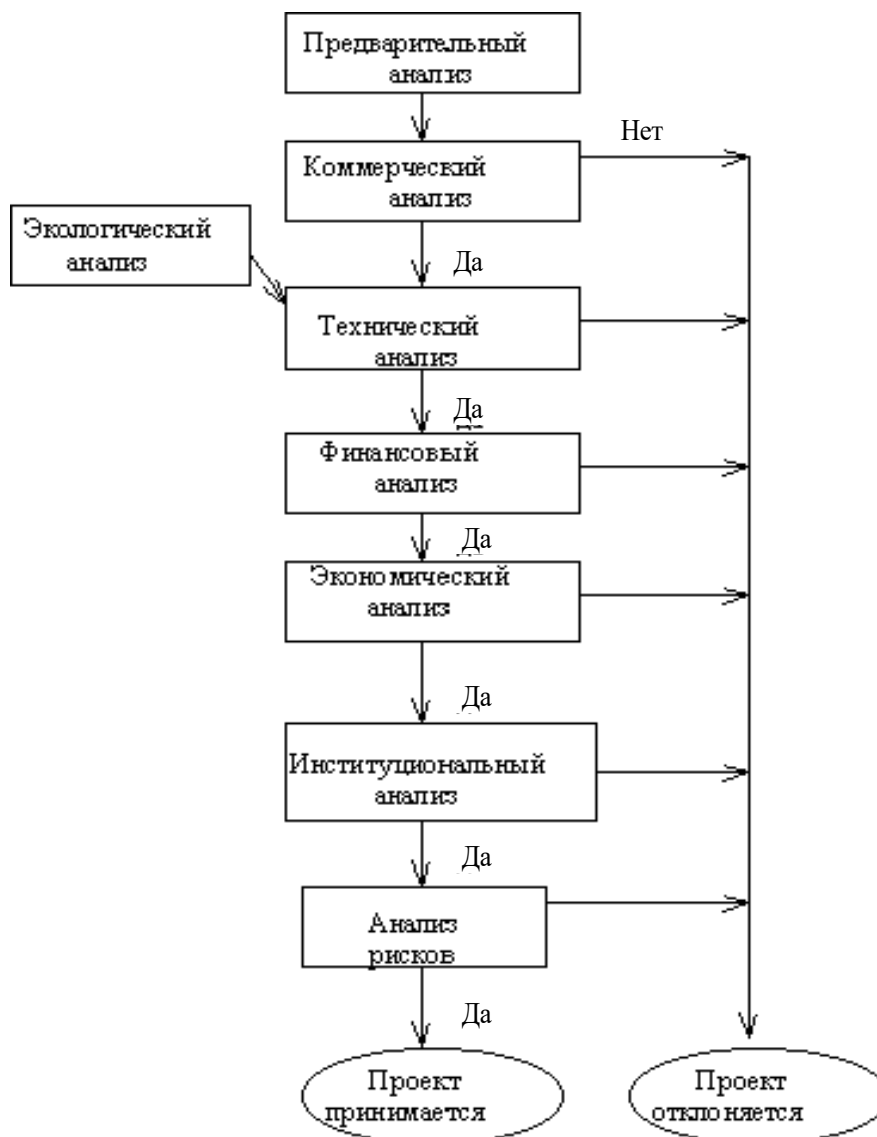 Предварительный
анализ
Нет
Коммерческий
анализ
Экологический
анализ
Да
Технический
анализ
Да
Финансовый
анализ
Да
Экономический
анализ
Да
Институциональный
анализ
Да
Анализ
рисков
Да
Проект
принимается
Проект
отклоняется